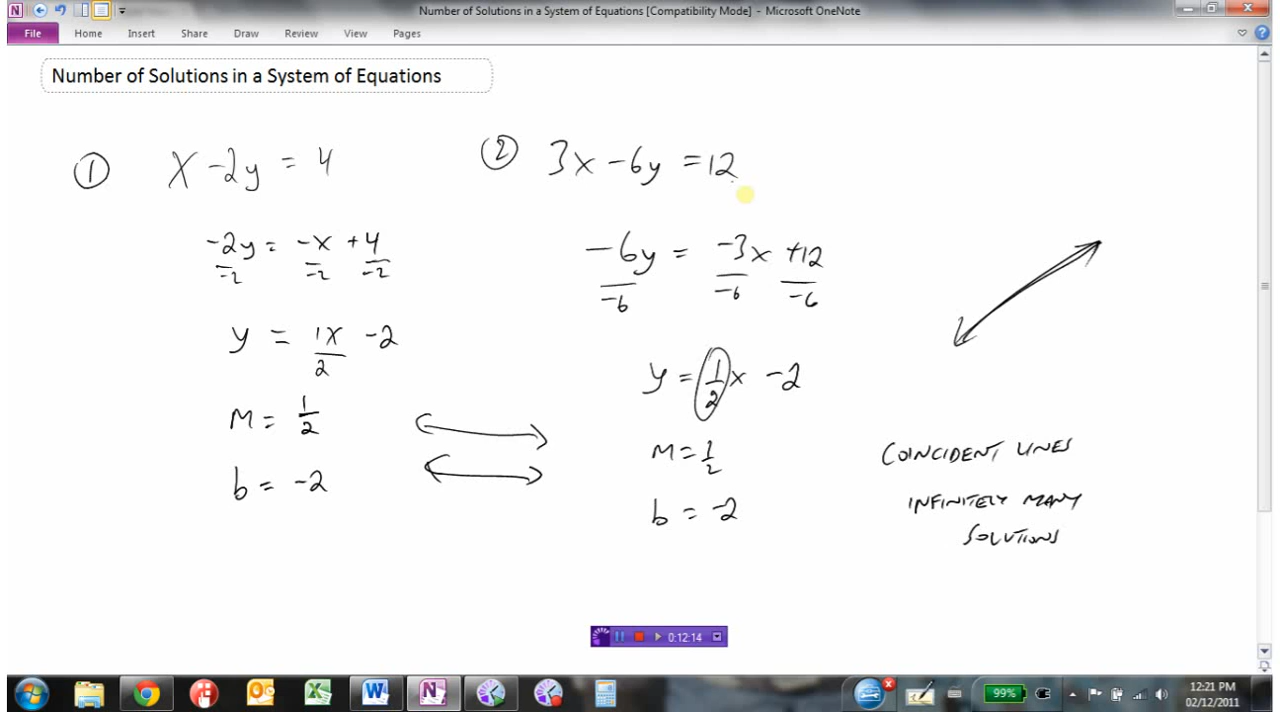 Number of Solutions in a System of Equations [Compatibility Mode] - Microsoft OneNote
File Home Insert Share Draw Review View Pages
Number of Solutions in a System of Equations
① x - 2y = 4
-2y = -x + 4
-2 -2 -2
y = 1x/2 - 2
M = 1/2
b = -2
② 3x - 6y = 12
-6y = -3x + 12
-6 -6 -6
y = 1/2 x - 2
M = 1/2
b = -2
COINCIDENT LINES
INFINITELY MANY
SOLUTIONS
0:12:14
99%
12:21 PM
02/12/2011